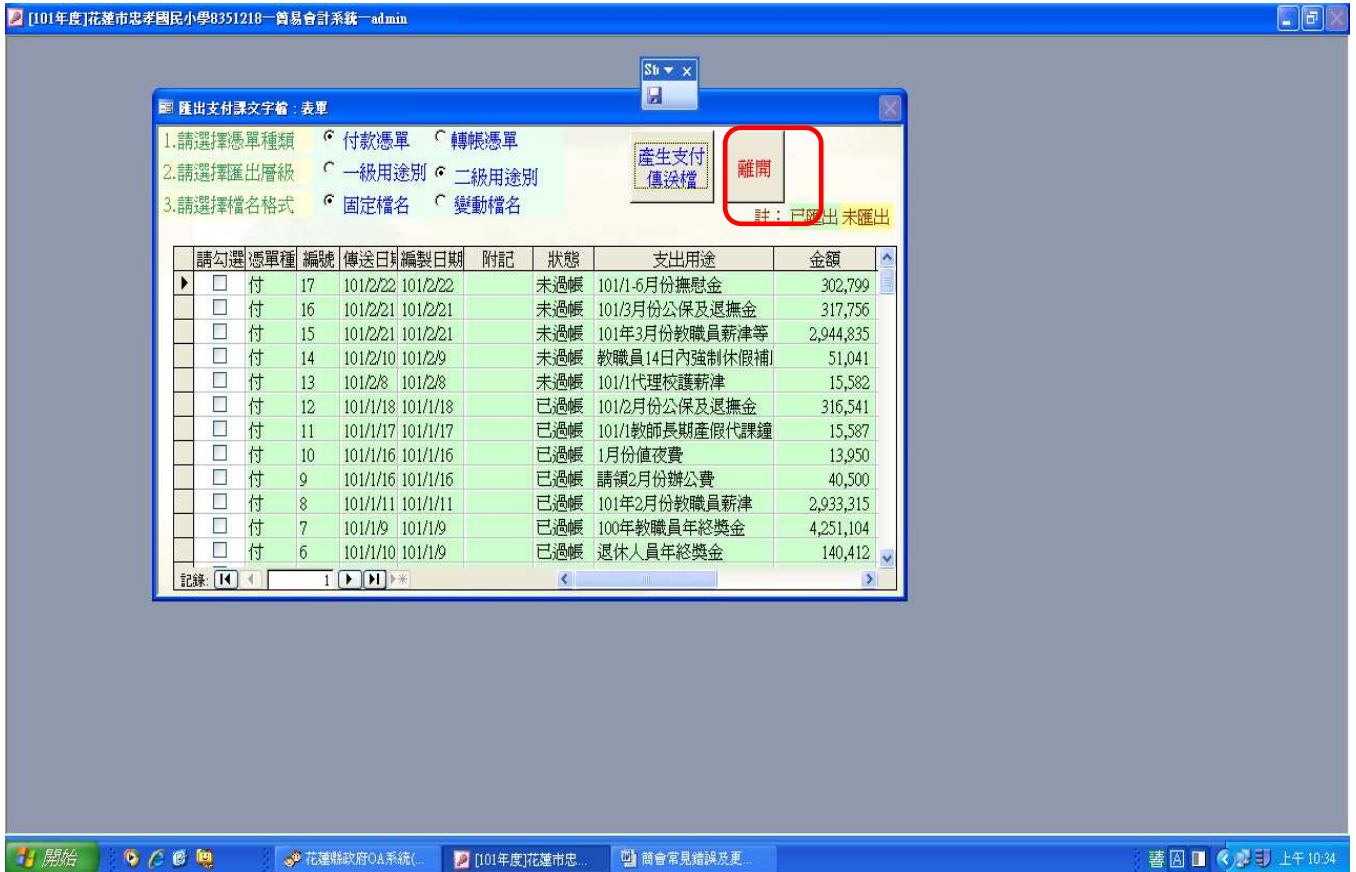 [101年度]花蓮市忠孝國民小學8351218—簡易會計系統—admin
Sh
匯出支付課文字檔 : 表單
1.請選擇憑單種類 付款憑單 轉帳憑單
2.請選擇匯出層級 一級用途別 二級用途別
3.請選擇檔名格式 固定檔名 變動檔名
產生支付
傳送檔
離開
註： 已匯出 未匯出
請勾選 憑單種 編號 傳送日期 編製日期 附記 狀態 支出用途 金額
付 17 101/2/22 101/2/22 未過帳 101/1-6月份撫慰金 302,799
付 16 101/2/21 101/2/21 未過帳 101/3月份公保及退撫金 317,756
付 15 101/2/21 101/2/21 未過帳 101年3月份教職員薪津等 2,944,835
付 14 101/2/10 101/2/9 未過帳 教職員14日內強制休假補 51,041
付 13 101/2/8 101/2/8 未過帳 101/1代理校護薪津 15,582
付 12 101/1/18 101/1/18 已過帳 101/2月份公保及退撫金 316,541
付 11 101/1/17 101/1/17 已過帳 101/1教師長期產假代課鐘 15,587
付 10 101/1/16 101/1/16 已過帳 1月份值夜費 13,950
付 9 101/1/16 101/1/16 已過帳 請領2月份辦公費 40,500
付 8 101/1/11 101/1/11 已過帳 101年2月份教職員薪津 2,933,315
付 7 101/1/9 101/1/9 已過帳 100年教職員年終獎金 4,251,104
付 6 101/1/10 101/1/9 已過帳 退休人員年終獎金 140,412
記錄: 1
開始 花蓮縣政府OA系統(... [101年度]花蓮市忠... 簡會常見錯誤及更... 上午 10:34